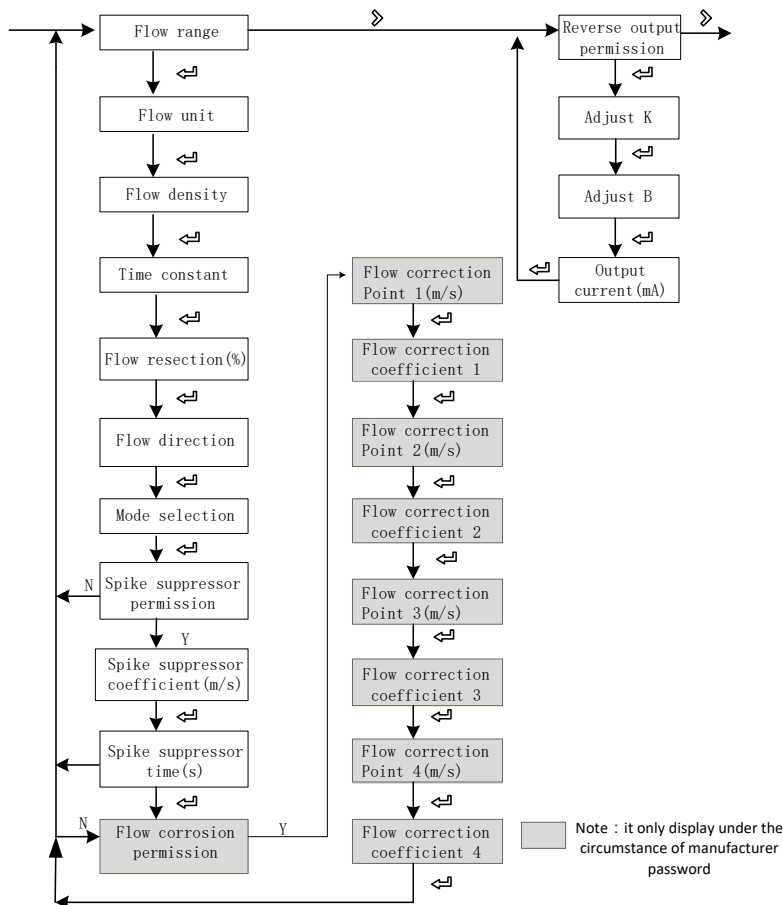 Flow range
Flow unit
Flow density
Time constant
Flow resection(%)
Flow direction
Mode selection
N
Spike suppressor
permission
Y
Spike suppressor
coefficient(m/s)
Spike suppressor
time(s)
N
Flow corrosion
permission
Y
Flow correction
Point 1(m/s)
Flow correction
coefficient 1
Flow correction
Point 2(m/s)
Flow correction
coefficient 2
Flow correction
Point 3(m/s)
Flow correction
coefficient 3
Flow correction
Point 4(m/s)
Flow correction
coefficient 4
Reverse output
permission
Adjust K
Adjust B
Output
current(mA)
Note：it only display under the
circumstance of manufacturer
password